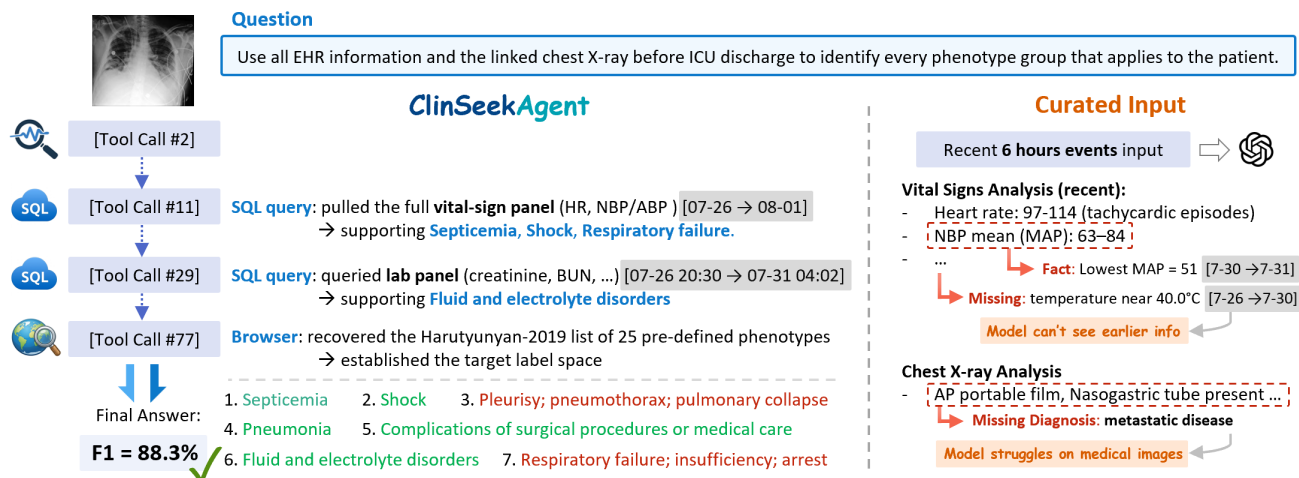 Question
Use all EHR information and the linked chest X-ray before ICU discharge to identify every phenotype group that applies to the patient.
ClinSeekAgent
[Tool Call #2]
SQL
[Tool Call #11]
SQL query: pulled the full vital-sign panel (HR, NBP/ABP ) [07-26 → 08-01]
→ supporting Septicemia, Shock, Respiratory failure.
SQL
[Tool Call #29]
SQL query: queried lab panel (creatinine, BUN, ...) [07-26 20:30 → 07-31 04:02]
→ supporting Fluid and electrolyte disorders
[Tool Call #77]
Browser: recovered the Harutyunyan-2019 list of 25 pre-defined phenotypes
→ established the target label space
Final Answer:
F1 = 88.3%
1. Septicemia 2. Shock 3. Pleurisy; pneumothorax; pulmonary collapse
4. Pneumonia 5. Complications of surgical procedures or medical care
6. Fluid and electrolyte disorders 7. Respiratory failure; insufficiency; arrest
Curated Input
Recent 6 hours events input
Vital Signs Analysis (recent):
- Heart rate: 97-114 (tachycardic episodes)
- NBP mean (MAP): 63–84
- ...
Fact: Lowest MAP = 51 [7-30 →7-31]
Missing: temperature near 40.0°C [7-26 →7-30]
Model can't see earlier info
Chest X-ray Analysis
- AP portable film, Nasogastric tube present ...
Missing Diagnosis: metastatic disease
Model struggles on medical images